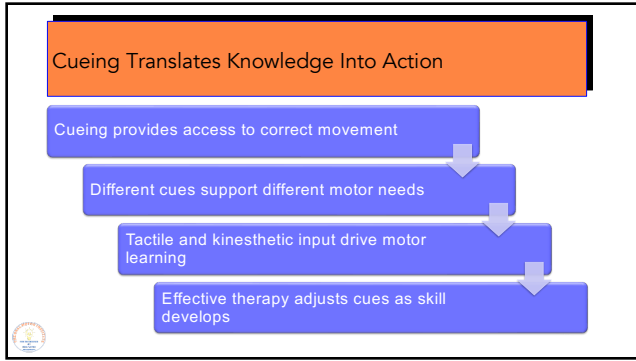 Cueing Translates Knowledge Into Action
Cueing provides access to correct movement
Different cues support different motor needs
Tactile and kinesthetic input drive motor
learning
Effective therapy adjusts cues as skill
develops